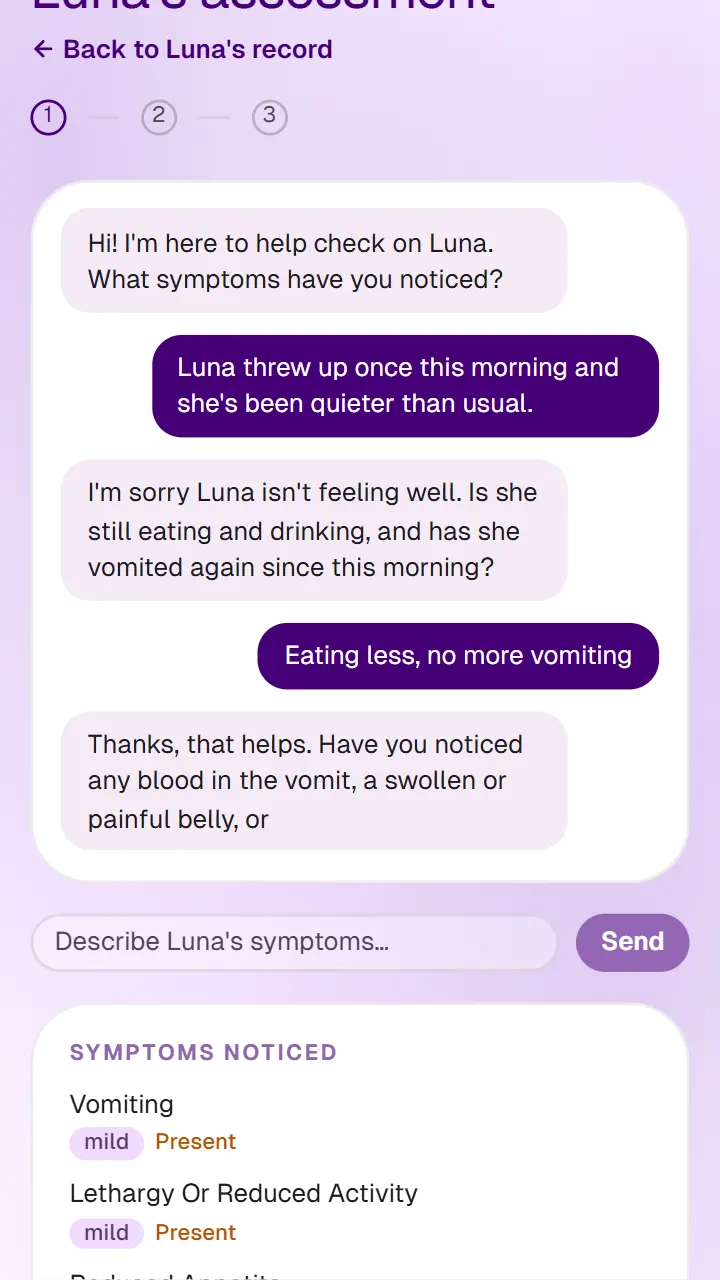 Luna's assessment
← Back to Luna's record
1
2
3
Hi! I'm here to help check on Luna.
What symptoms have you noticed?
Luna threw up once this morning and
she's been quieter than usual.
I'm sorry Luna isn't feeling well. Is she
still eating and drinking, and has she
vomited again since this morning?
Eating less, no more vomiting
Thanks, that helps. Have you noticed
any blood in the vomit, a swollen or
painful belly, or
Describe Luna's symptoms...
Send
SYMPTOMS NOTICED
Vomiting
mild Present
Lethargy Or Reduced Activity
mild Present
Reduced Appetite